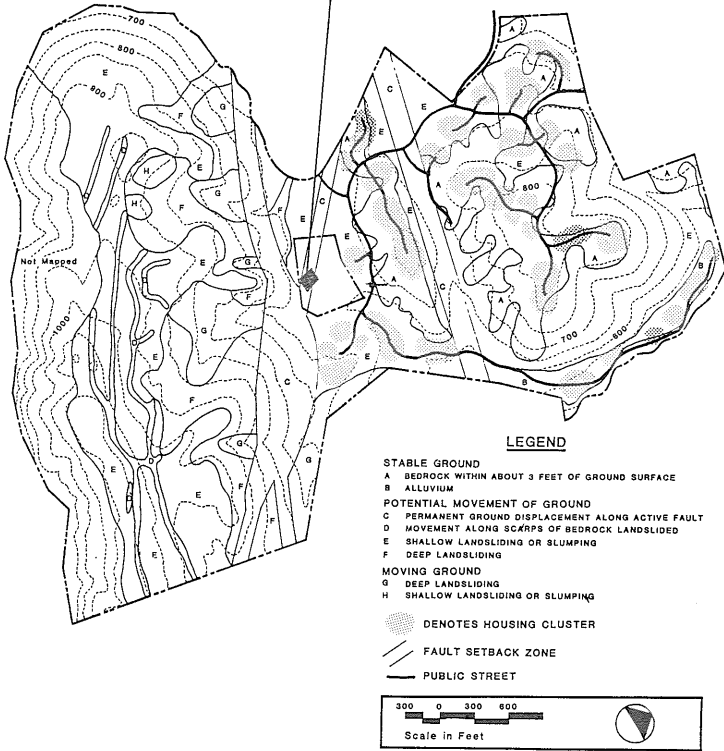 700
800
E
800
F
G
E
H
H
F
G
Not Mapped
E
G
F
1000
G
E
F
C
D
G
E
F
F
G
E
A
A
C
E
A
A
E
E
C
F
E
A
E
800
A
E
A
A
E
B
C
A
700
800
E
B
LEGEND
STABLE GROUND
A BEDROCK WITHIN ABOUT 3 FEET OF GROUND SURFACE
B ALLUVIUM
POTENTIAL MOVEMENT OF GROUND
C PERMANENT GROUND DISPLACEMENT ALONG ACTIVE FAULT
D MOVEMENT ALONG SCARPS OF BEDROCK LANDSLIDED
E SHALLOW LANDSLIDING OR SLUMPING
F DEEP LANDSLIDING
MOVING GROUND
G DEEP LANDSLIDING
H SHALLOW LANDSLIDING OR SLUMPING
DENOTES HOUSING CLUSTER
FAULT SETBACK ZONE
PUBLIC STREET
300 0 300 600
Scale in Feet